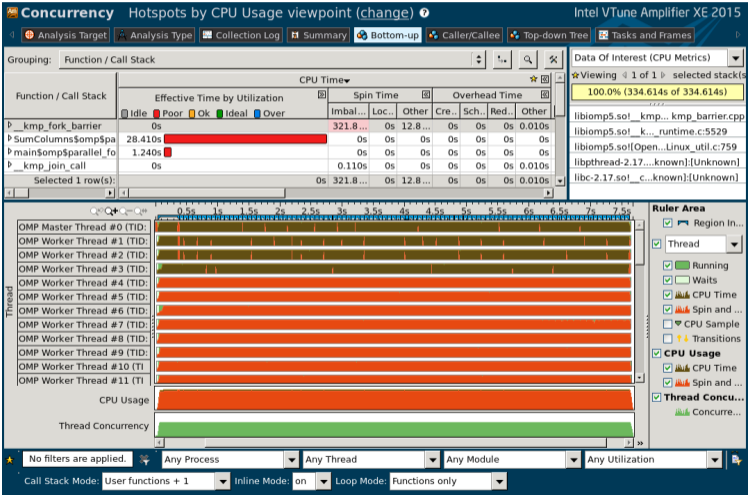 Concurrency Hotspots by CPU Usage viewpoint (change) ? Intel VTune Amplifier XE 2015
Analysis Target Analysis Type Collection Log Summary Bottom-up Caller/Callee Top-down Tree Tasks and Frames
Grouping: Function / Call Stack
Data Of Interest (CPU Metrics)
Viewing 1 of 1 selected stack(s
100.0% (334.614s of 334.614s)
libiomp5.so!__kmp... kmp_barrier.cpp
libiomp5.so!__k..._runtime.c:5529
libiomp5.so![Open...Linux_util.c:759
libpthread-2.17....known]:[Unknown]
libc-2.17.so!__c...known]:[Unknown]
Function / Call Stack
CPU Time
Effective Time by Utilization Spin Time Overhead Time
Idle Poor Ok Ideal Over
Imbal... Loc... Other Cre... Sch... Red... Other
__kmp_fork_barrier 0s 321.8... 0s 12.8... 0s 0s 0s 0.010s
SumColumns$omp$pa 28.410s 0s 0s 0s 0s 0s 0s 0s
main$omp$parallel_fo 1.240s 0s 0s 0s 0s 0s 0s 0s
__kmp_join_call 0s 0.110s 0s 0s 0s 0s 0s 0.010s
Selected 1 row(s): 0s 321.8... 0s 12.8... 0s 0s 0s 0.010s
0.5s 1s 1.5s 2s 2.5s 3s 3.5s 4s 4.5s 5s 5.5s 6s 6.5s 7s 7.5s
Thread
OMP Master Thread #0 (TID:
OMP Worker Thread #1 (TID:
OMP Worker Thread #2 (TID:
OMP Worker Thread #3 (TID:
OMP Worker Thread #4 (TID:
OMP Worker Thread #5 (TID:
OMP Worker Thread #6 (TID:
OMP Worker Thread #7 (TID:
OMP Worker Thread #8 (TID:
OMP Worker Thread #9 (TID:
OMP Worker Thread #10 (TI
OMP Worker Thread #11 (TI
CPU Usage
Thread Concurrency
Ruler Area
Region In...
Thread
Running
Waits
CPU Time
Spin and ...
CPU Sample
Transitions
CPU Usage
CPU Time
Spin and ...
Thread Concu...
Concurre...
No filters are applied. Any Process Any Thread Any Module Any Utilization
Call Stack Mode: User functions + 1 Inline Mode: on Loop Mode: Functions only